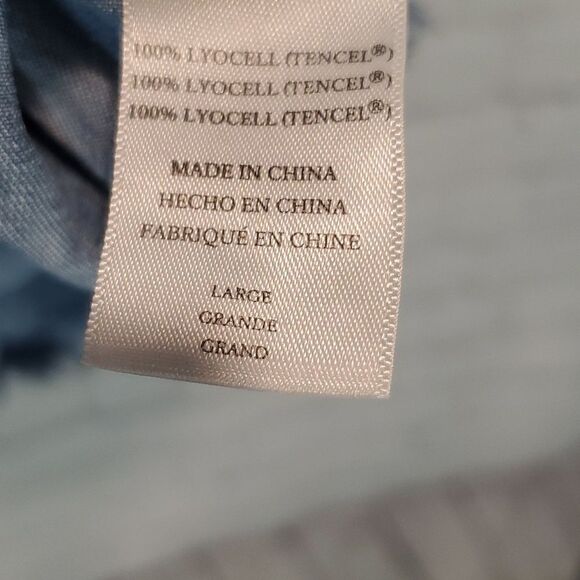 100% LYOCELL (TENCEL®)
100% LYOCELL (TENCEL®)
100% LYOCELL (TENCEL®)
MADE IN CHINA
HECHO EN CHINA
FABRIQUÉ EN CHINE
LARGE
GRANDE
GRAND